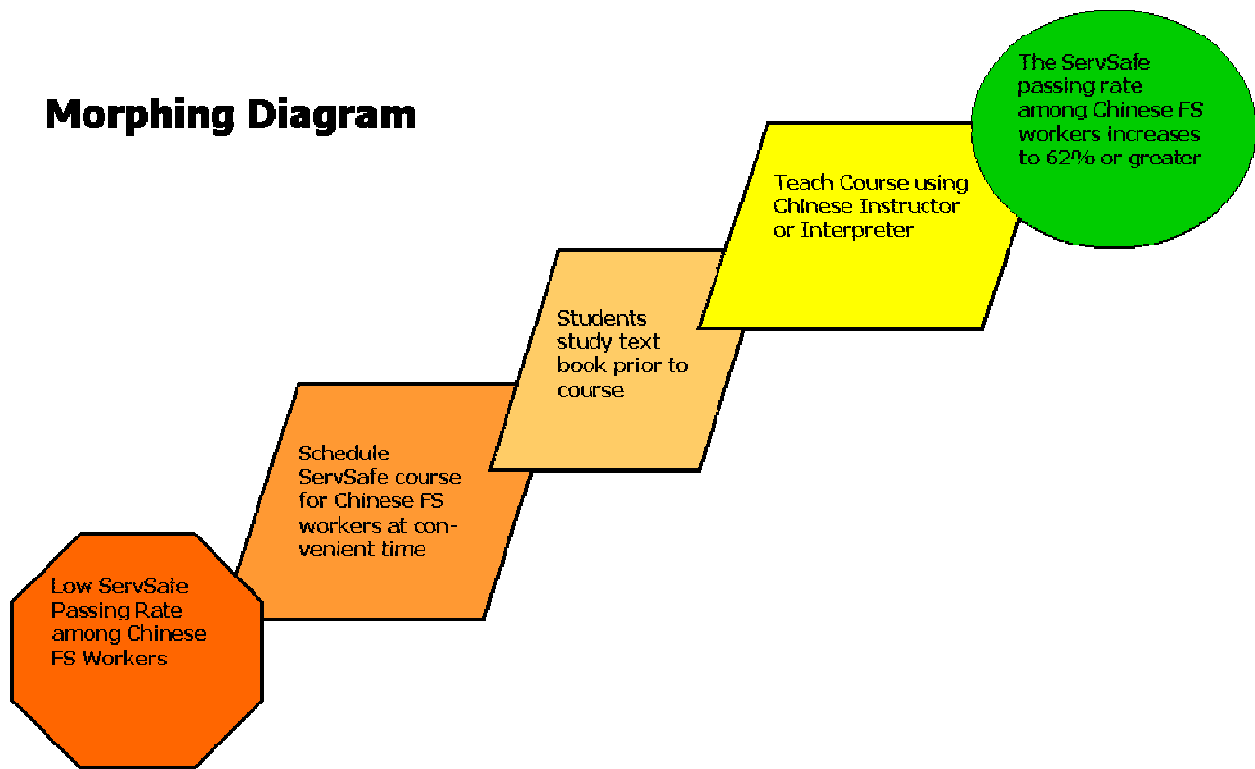 Morphing Diagram
The ServSafe
passing rate
among Chinese FS
workers increases
to 62% or greater
Teach Course using
Chinese Instructor
or Interpreter
Students
study text
book prior to
course
Schedule
ServSafe course
for Chinese FS
workers at con-
venient time
Low ServSafe
Passing Rate
among Chinese
FS Workers